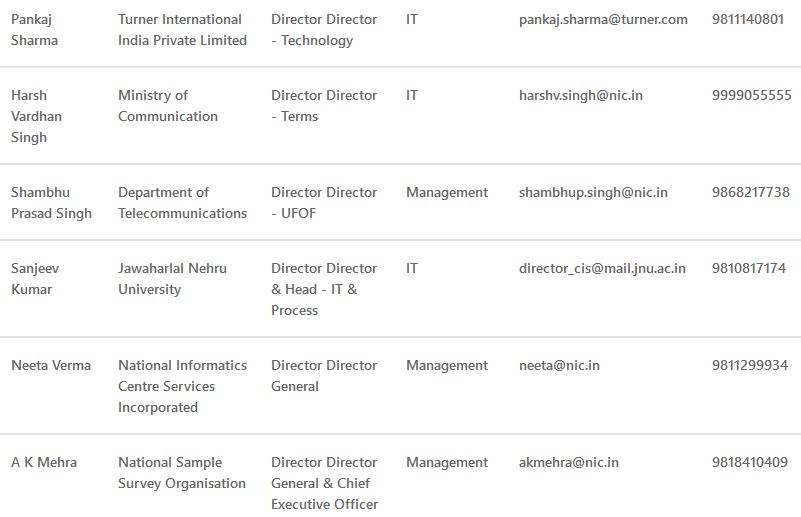 Pankaj Sharma Turner International India Private Limited Director Director - Technology IT pankaj.sharma@turner.com 9811140801
Harsh Vardhan Singh Ministry of Communication Director Director - Terms IT harshv.singh@nic.in 9999055555
Shambhu Prasad Singh Department of Telecommunications Director Director - UFOF Management shambhup.singh@nic.in 9868217738
Sanjeev Kumar Jawaharlal Nehru University Director Director & Head - IT & Process IT director_cis@mail.jnu.ac.in 9810817174
Neeta Verma National Informatics Centre Services Incorporated Director Director General Management neeta@nic.in 9811299934
A K Mehra National Sample Survey Organisation Director Director General & Chief Executive Officer Management akmehra@nic.in 9818410409